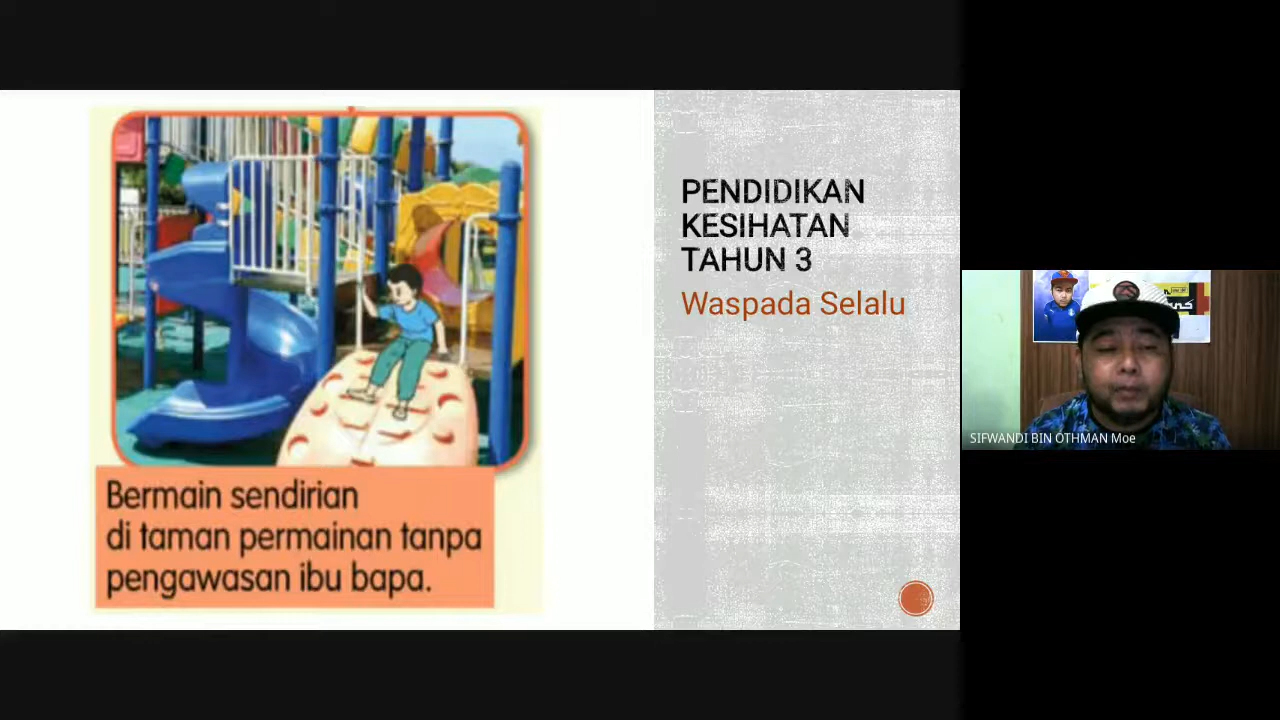 Bermain sendirian
di taman permainan tanpa
pengawasan ibu bapa.
PENDIDIKAN
KESIHATAN
TAHUN 3
Waspada Selalu
SIFWANDI BIN OTHMAN Moe